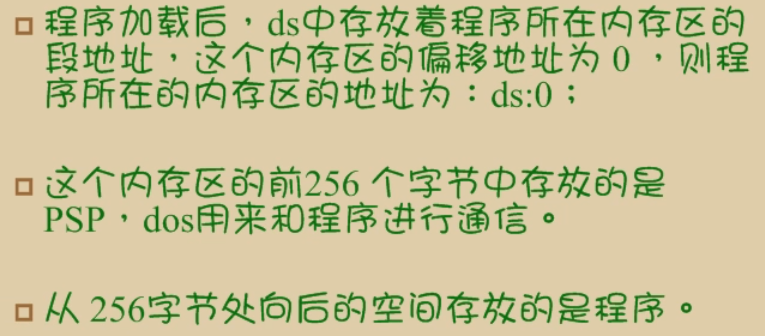 程序加载后，ds中存放着程序所在内存区的
段地址，这个内存区的偏移地址为 0 ，则程
序所在的内存区的地址为：ds:0；
这个内存区的前256 个字节中存放的是
PSP，dos用来和程序进行通信。
从 256字节处向后的空间存放的是程序。